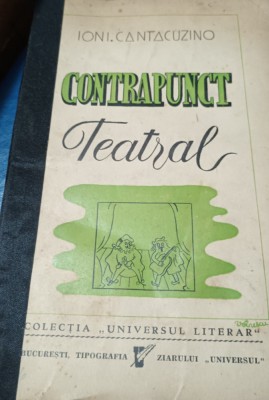 ION I. CANTACUZINO
CONTRAPUNCT
Teatral
COLECȚIA „UNIVERSUL LITERAR"
BUCUREȘTI, TIPOGRAFIA ZIARULUI „UNIVERSUL"